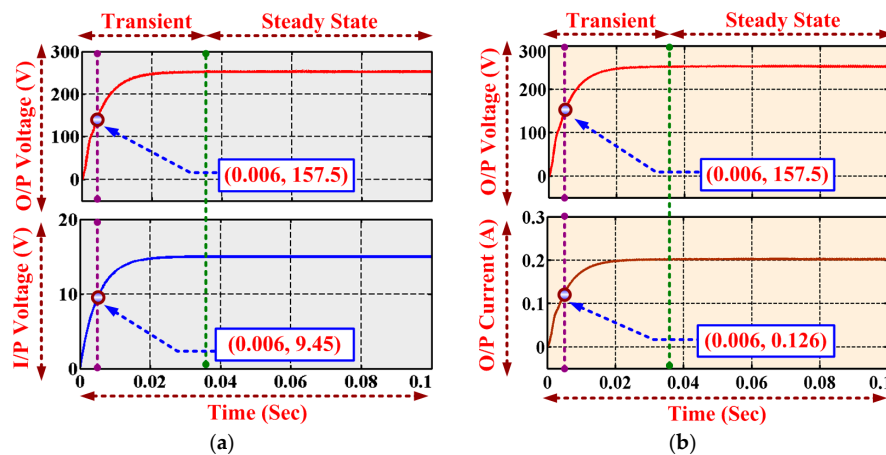 Transient Steady State
O/P Voltage (V)
300
200
100
0
(0.006, 157.5)
I/P Voltage (V)
20
15
10
0
(0.006, 9.45)
0 0.02 0.04 0.06 0.08 0.1
Time (Sec)
(a)
Transient Steady State
O/P Voltage (V)
300
200
100
0
(0.006, 157.5)
O/P Current (A)
0.3
0.2
0.1
0
(0.006, 0.126)
0 0.02 0.04 0.06 0.08 0.1
Time (Sec)
(b)